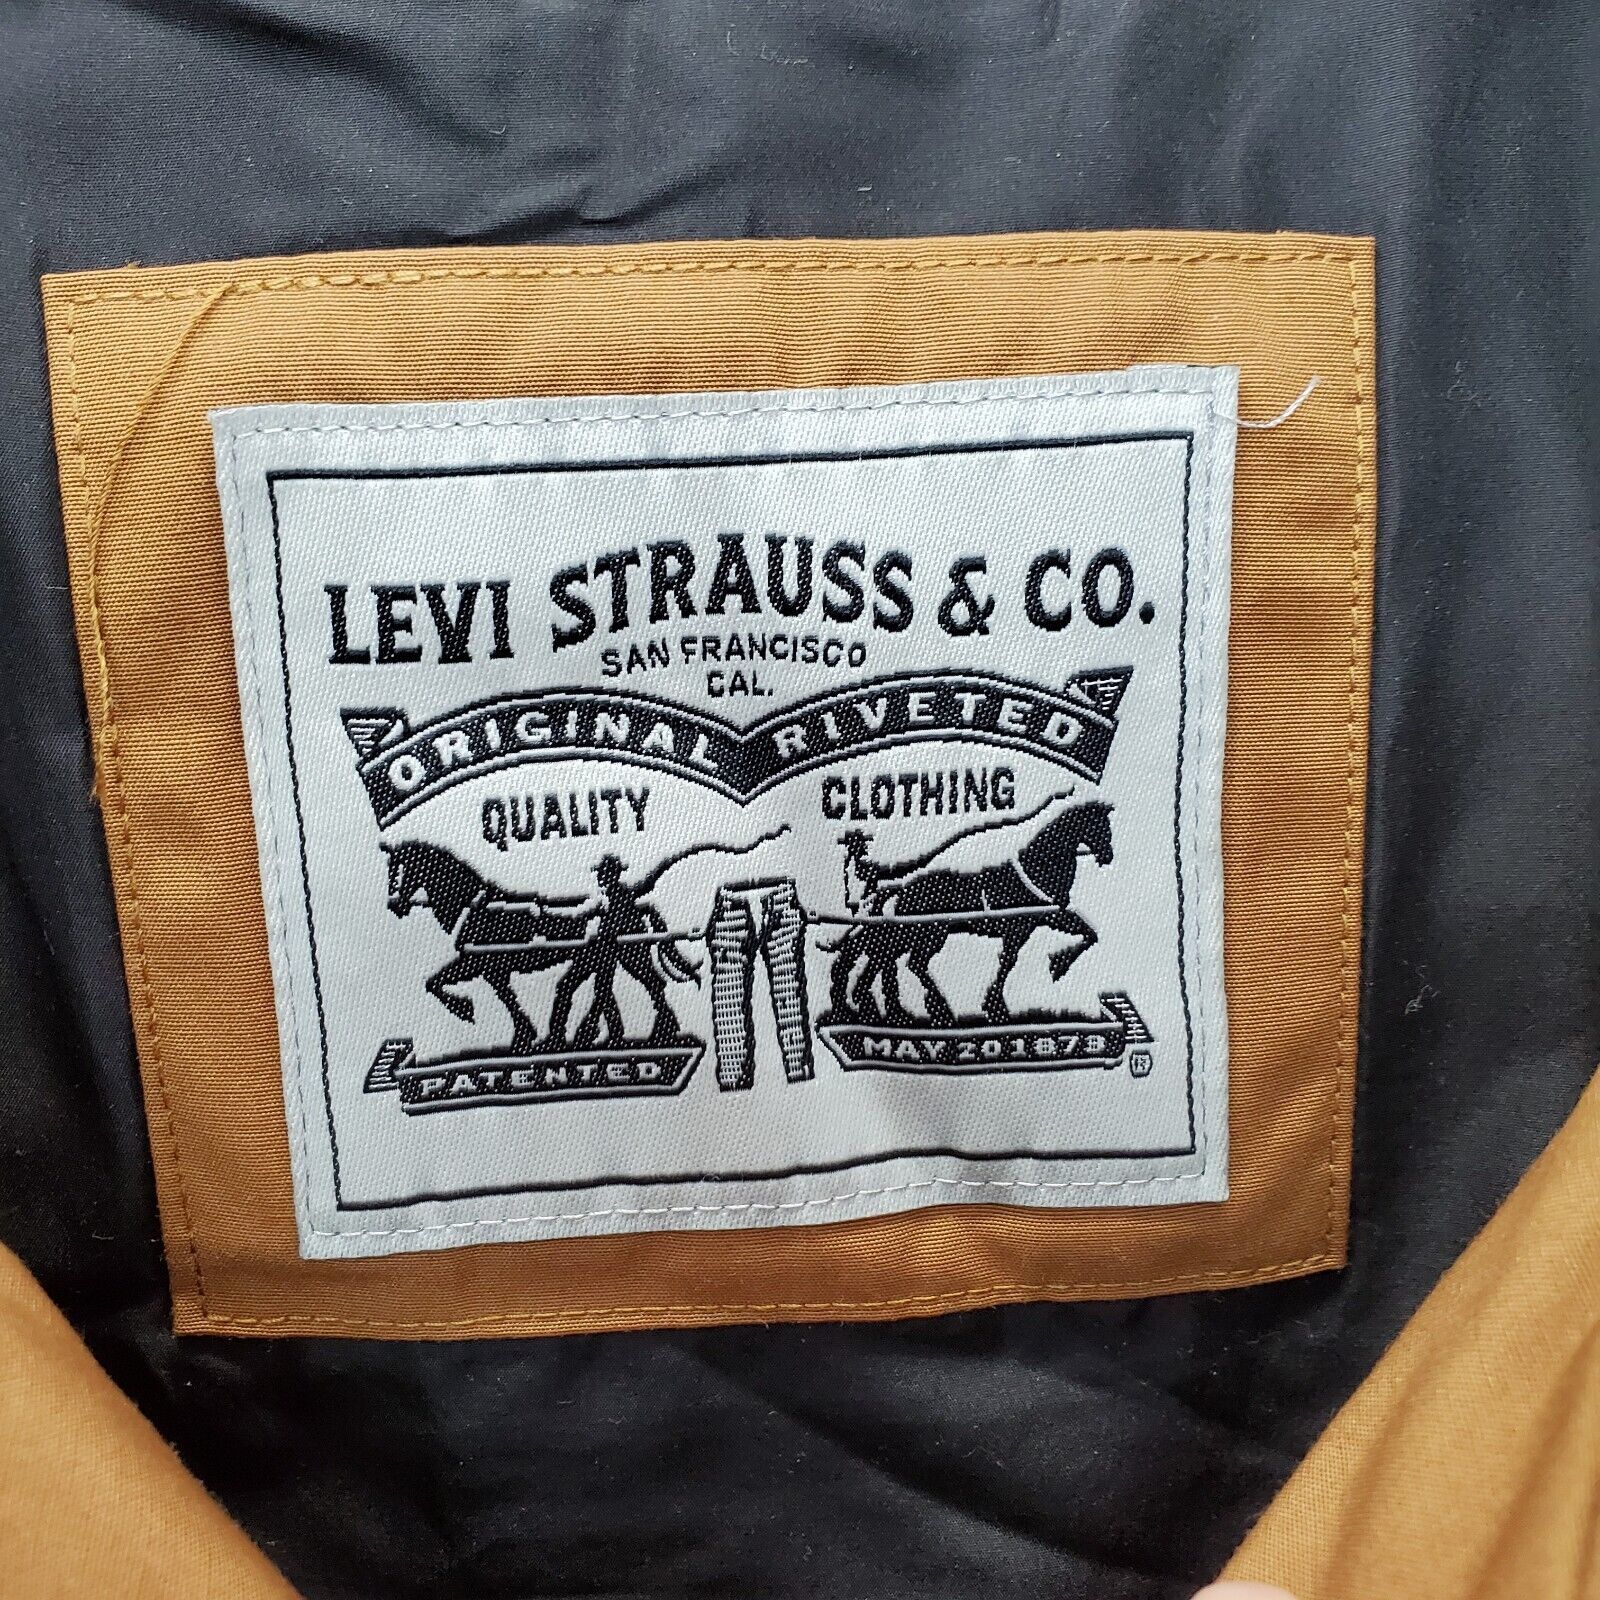 LEVI STRAUSS & CO.
SAN FRANCISCO
CAL.
ORIGINAL RIVETED
QUALITY CLOTHING
PATENTED MAY 20 1873 ®